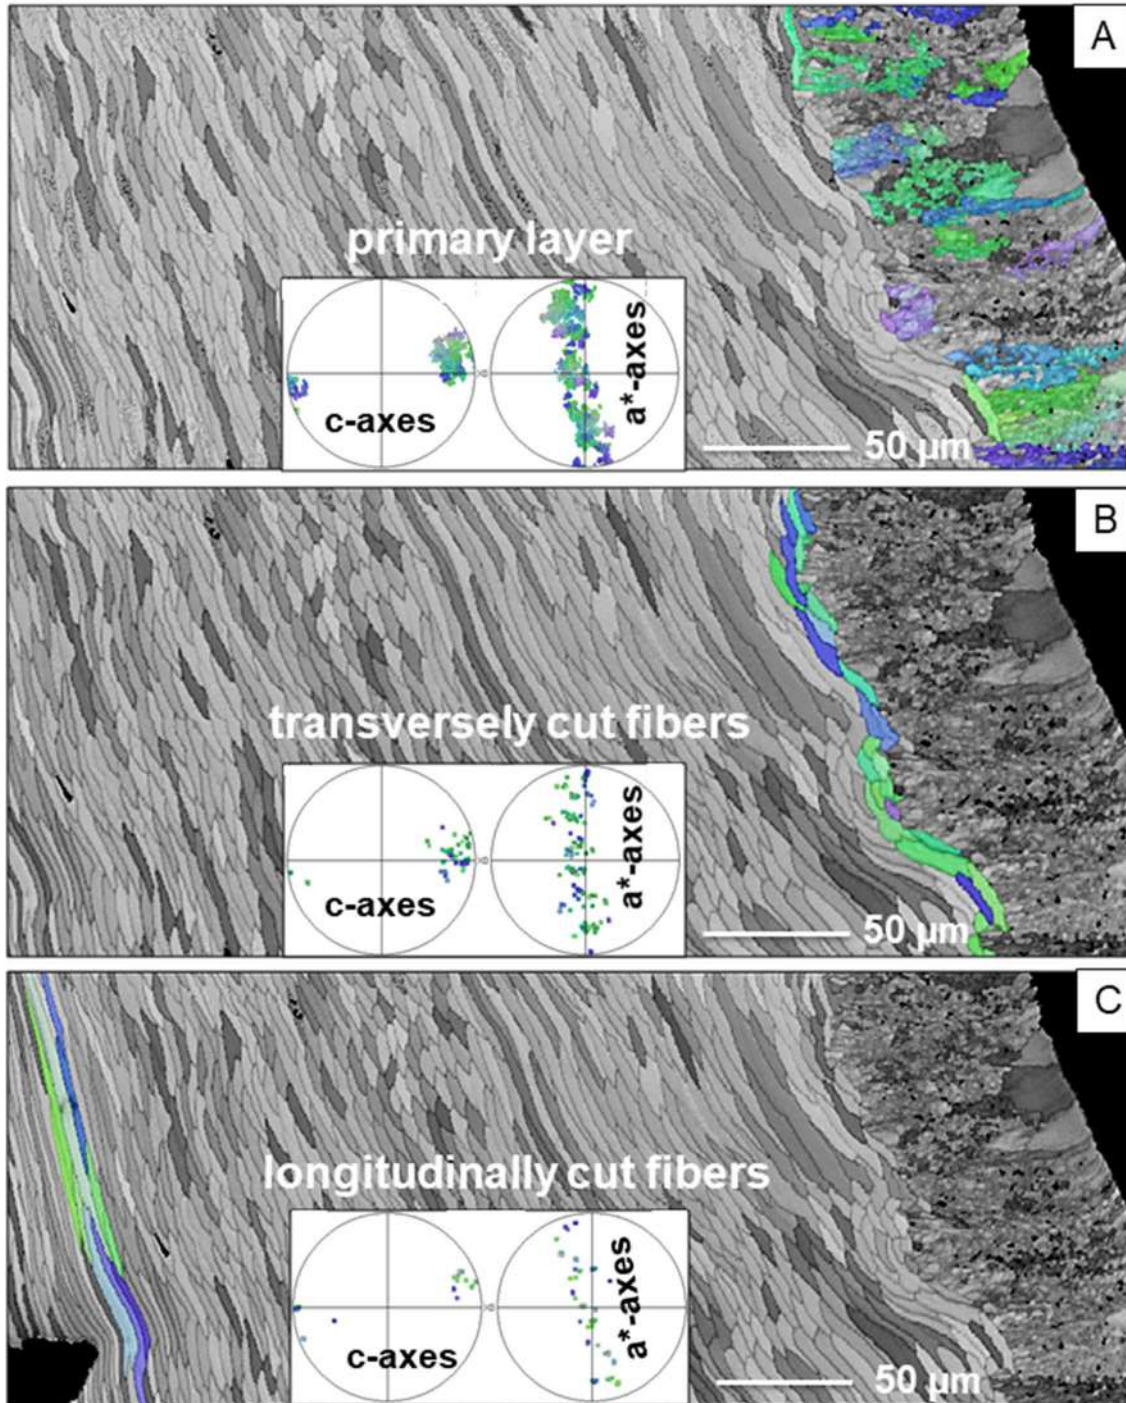 A
primary layer
c-axes
a*-axes
50 µm
B
transversely cut fibers
c-axes
a*-axes
50 µm
C
longitudinally cut fibers
c-axes
a*-axes
50 µm